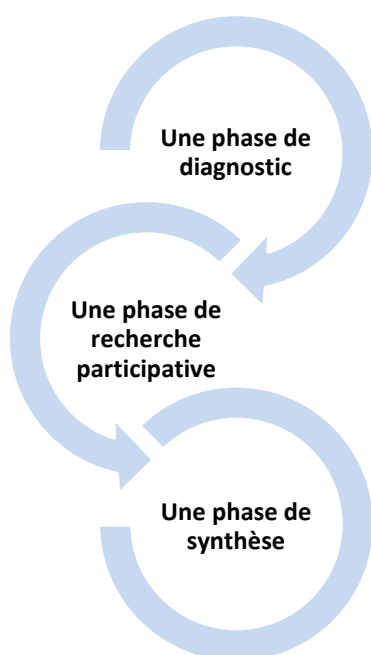 Une phase de
diagnostic
Une phase de
recherche
participative
Une phase de
synthèse